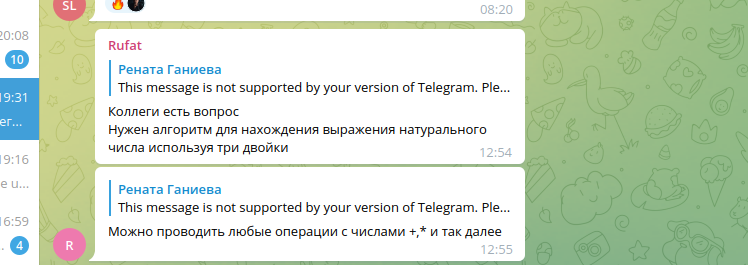 SL
08:20
20:08
10
19:31
er...
19:16
e u...
16:59
4
Rufat
Рената Ганиева
This message is not supported by your version of Telegram. Ple...
Коллеги есть вопрос
Нужен алгоритм для нахождения выражения натурального
числа используя три двойки
12:54
Рената Ганиева
This message is not supported by your version of Telegram. Ple...
Можно проводить любые операции с числами +,* и так далее
12:55
R